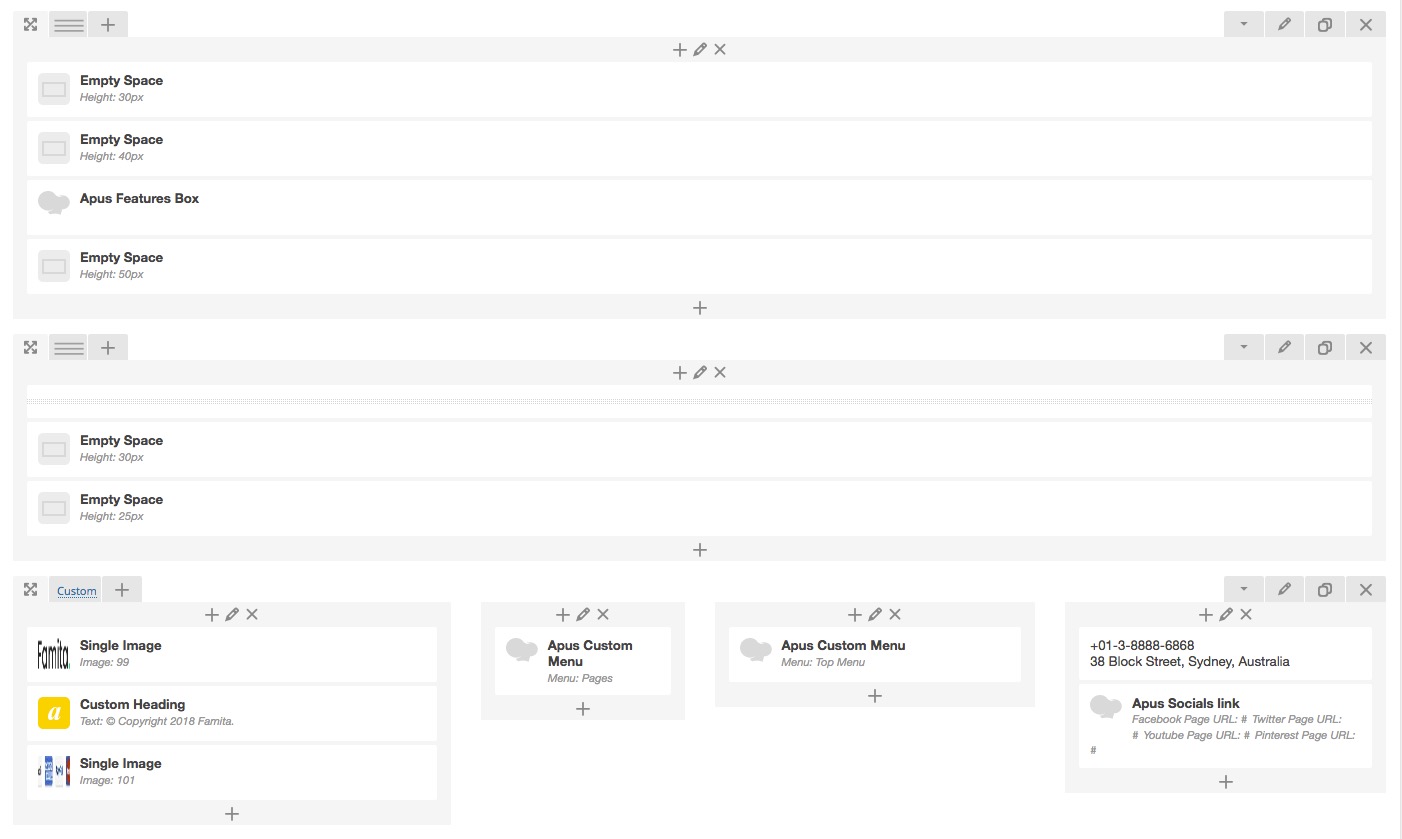 Empty Space
Height: 30px
Empty Space
Height: 40px
Apus Features Box
Empty Space
Height: 50px
Empty Space
Height: 30px
Empty Space
Height: 25px
Custom
Famita.
Single Image
Image: 99
a
Custom Heading
Text: © Copyright 2018 Famita.
Single Image
Image: 101
Apus Custom
Menu
Menu: Pages
Apus Custom Menu
Menu: Top Menu
+01-3-8888-6868
38 Block Street, Sydney, Australia
Apus Socials link
Facebook Page URL: # Twitter Page URL:
# Youtube Page URL: # Pinterest Page URL:
#